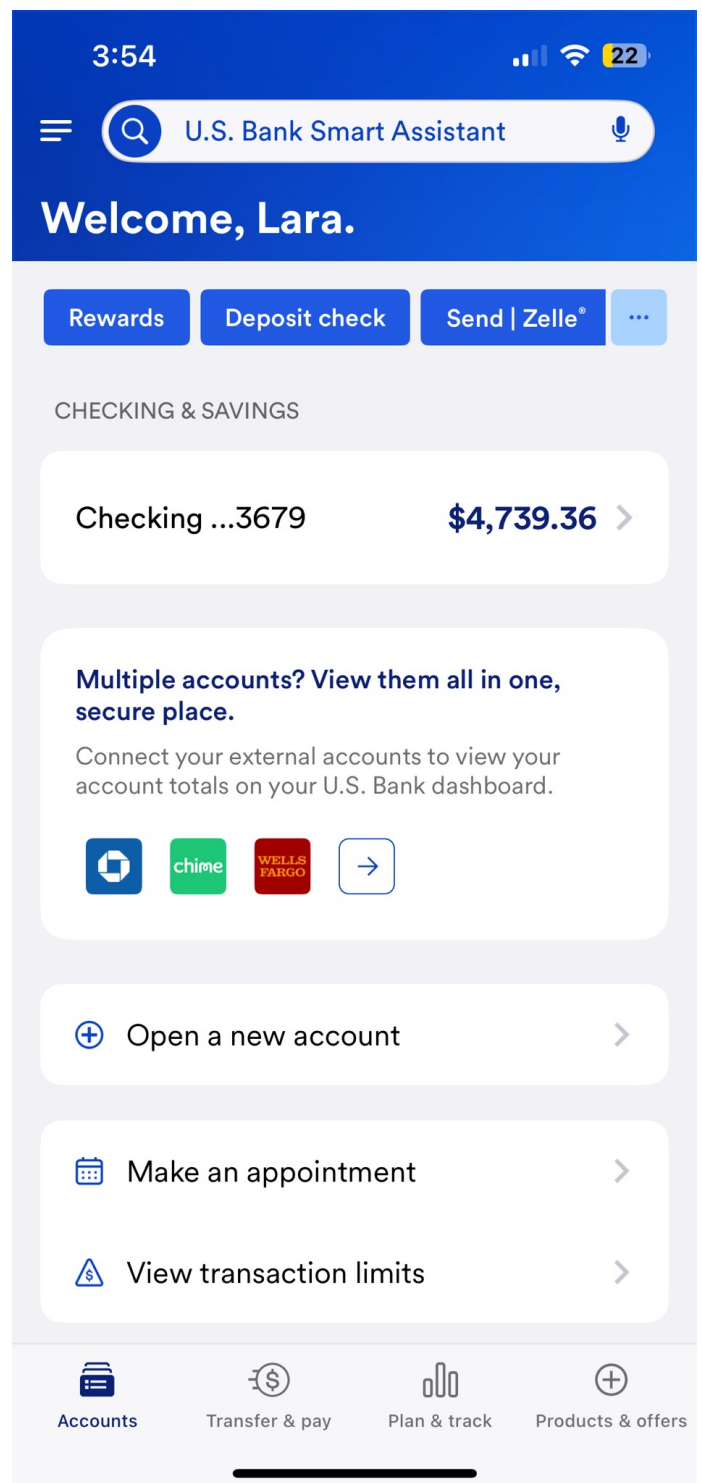 3:54
22
U.S. Bank Smart Assistant
Welcome, Lara.
Rewards
Deposit check
Send | Zelle®
...
CHECKING & SAVINGS
Checking ...3679
$4,739.36
Multiple accounts? View them all in one,
secure place.
Connect your external accounts to view your
account totals on your U.S. Bank dashboard.
chime
WELLS
FARGO
Open a new account
Make an appointment
View transaction limits
Accounts
Transfer & pay
Plan & track
Products & offers